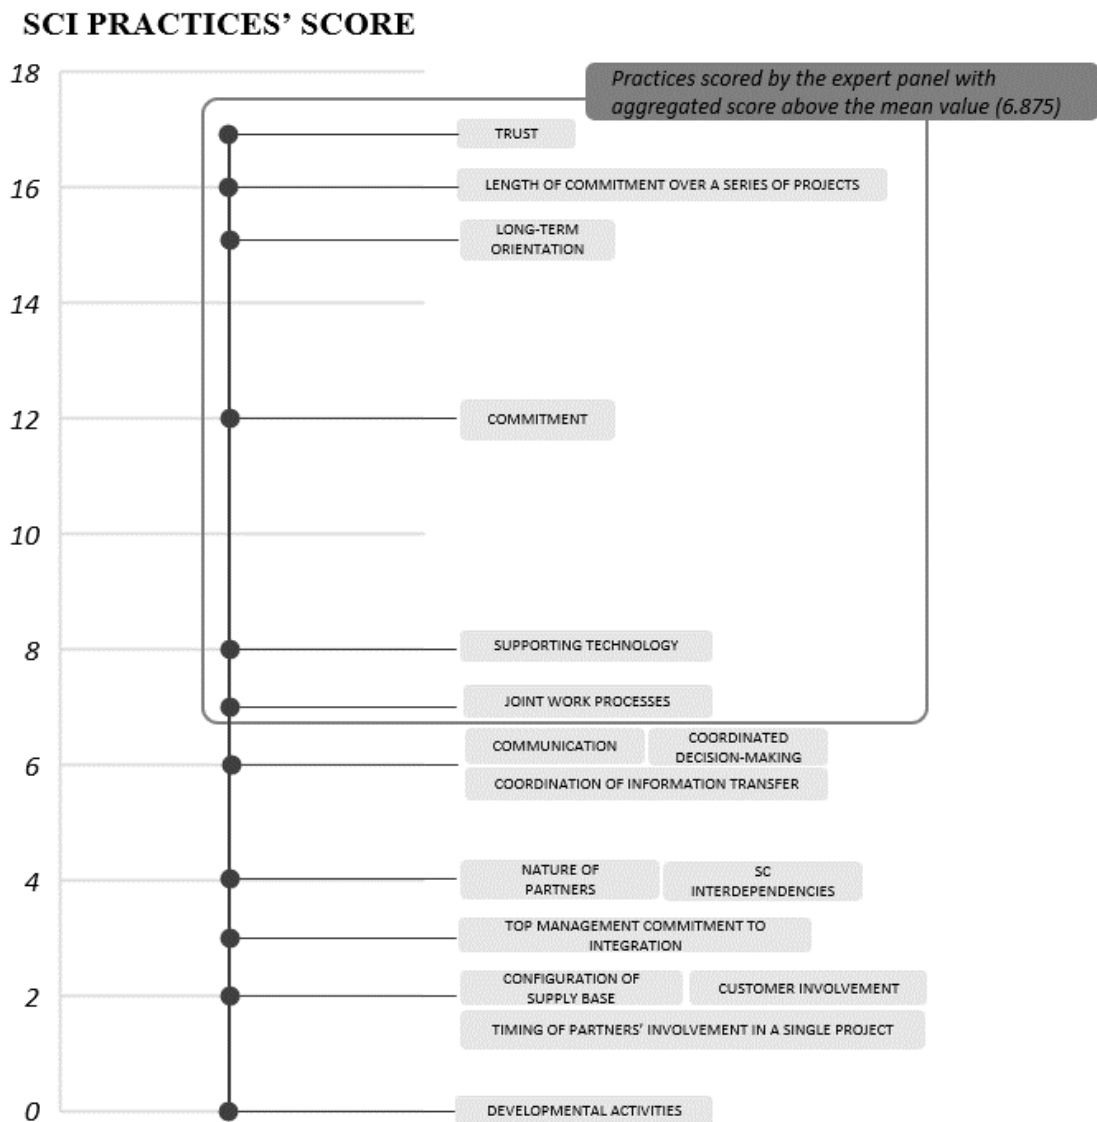 SCI PRACTICES’ SCORE
Practices scored by the expert panel with
aggregated score above the mean value (6.875)
18
TRUST
16
LENGTH OF COMMITMENT OVER A SERIES OF PROJECTS
LONG-TERM
ORIENTATION
14
12
COMMITMENT
10
8
SUPPORTING TECHNOLOGY
JOINT WORK PROCESSES
COMMUNICATION
COORDINATED
DECISION-MAKING
6
COORDINATION OF INFORMATION TRANSFER
4
NATURE OF
PARTNERS
SC
INTERDEPENDENCIES
TOP MANAGEMENT COMMITMENT TO
INTEGRATION
2
CONFIGURATION OF
SUPPLY BASE
CUSTOMER INVOLVEMENT
TIMING OF PARTNERS’ INVOLVEMENT IN A SINGLE PROJECT
0
DEVELOPMENTAL ACTIVITIES